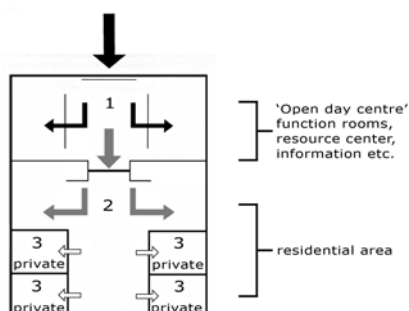 1
'Open day centre'
function rooms,
resource center,
information etc.
2
residential area
3
private
3
private
3
private
3
private